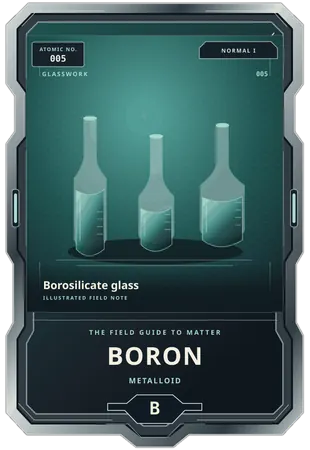 ATOMIC NO.
005
NORMAL I
GLASSWORK
005
Borosilicate glass
ILLUSTRATED FIELD NOTE
THE FIELD GUIDE TO MATTER
BORON
METALLOID
B